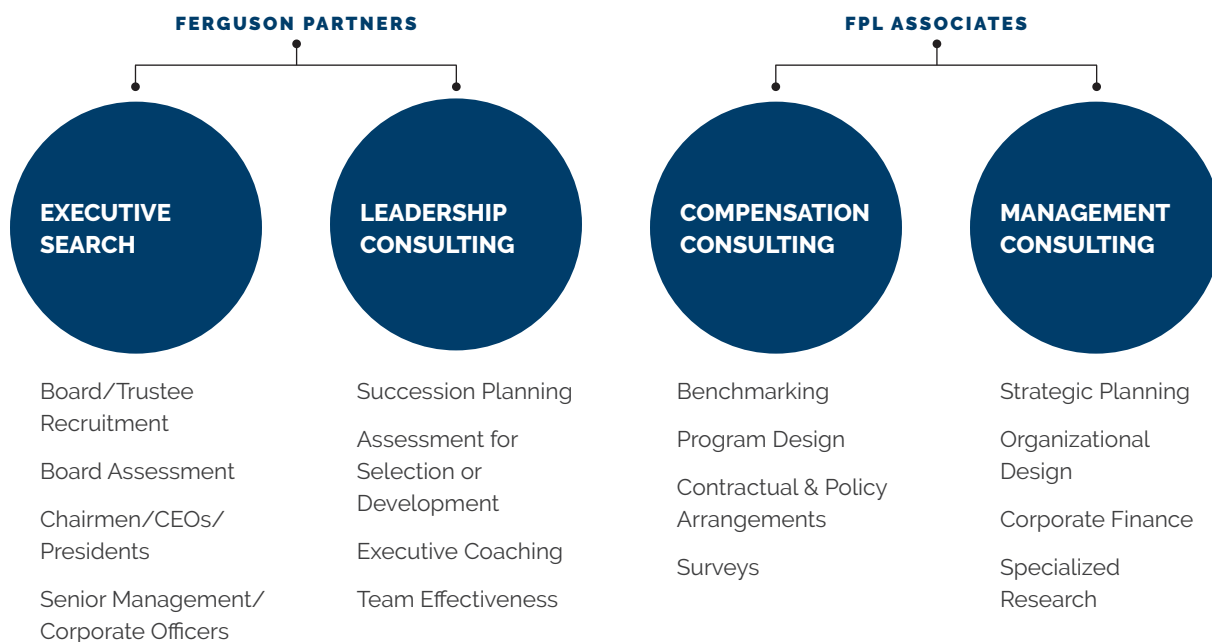 FERGUSON PARTNERS
EXECUTIVE
SEARCH
Board/Trustee
Recruitment
Board Assessment
Chairmen/CEOs/
Presidents
Senior Management/
Corporate Officers
LEADERSHIP
CONSULTING
Succession Planning
Assessment for
Selection or
Development
Executive Coaching
Team Effectiveness
FPL ASSOCIATES
COMPENSATION
CONSULTING
Benchmarking
Program Design
Contractual & Policy
Arrangements
Surveys
MANAGEMENT
CONSULTING
Strategic Planning
Organizational
Design
Corporate Finance
Specialized
Research